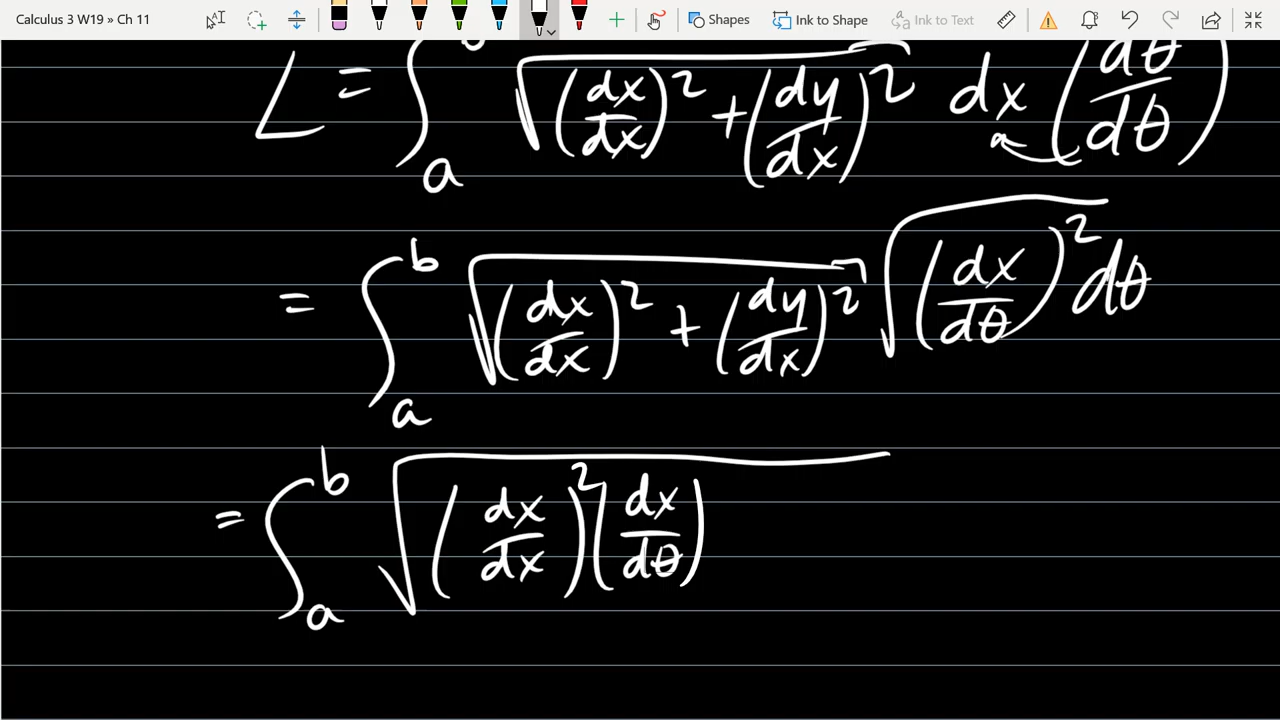 Calculus 3 W19 » Ch 11 Shapes Ink to Shape Ink to Text
L = ∫_a^b √((dx/dx)² + (dy/dx)²) dx (dθ/dθ)
= ∫_a^b √((dx/dx)² + (dy/dx)²) √((dx/dθ)²) dθ
= ∫_a^b √((dx/dx)² (dx/dθ)